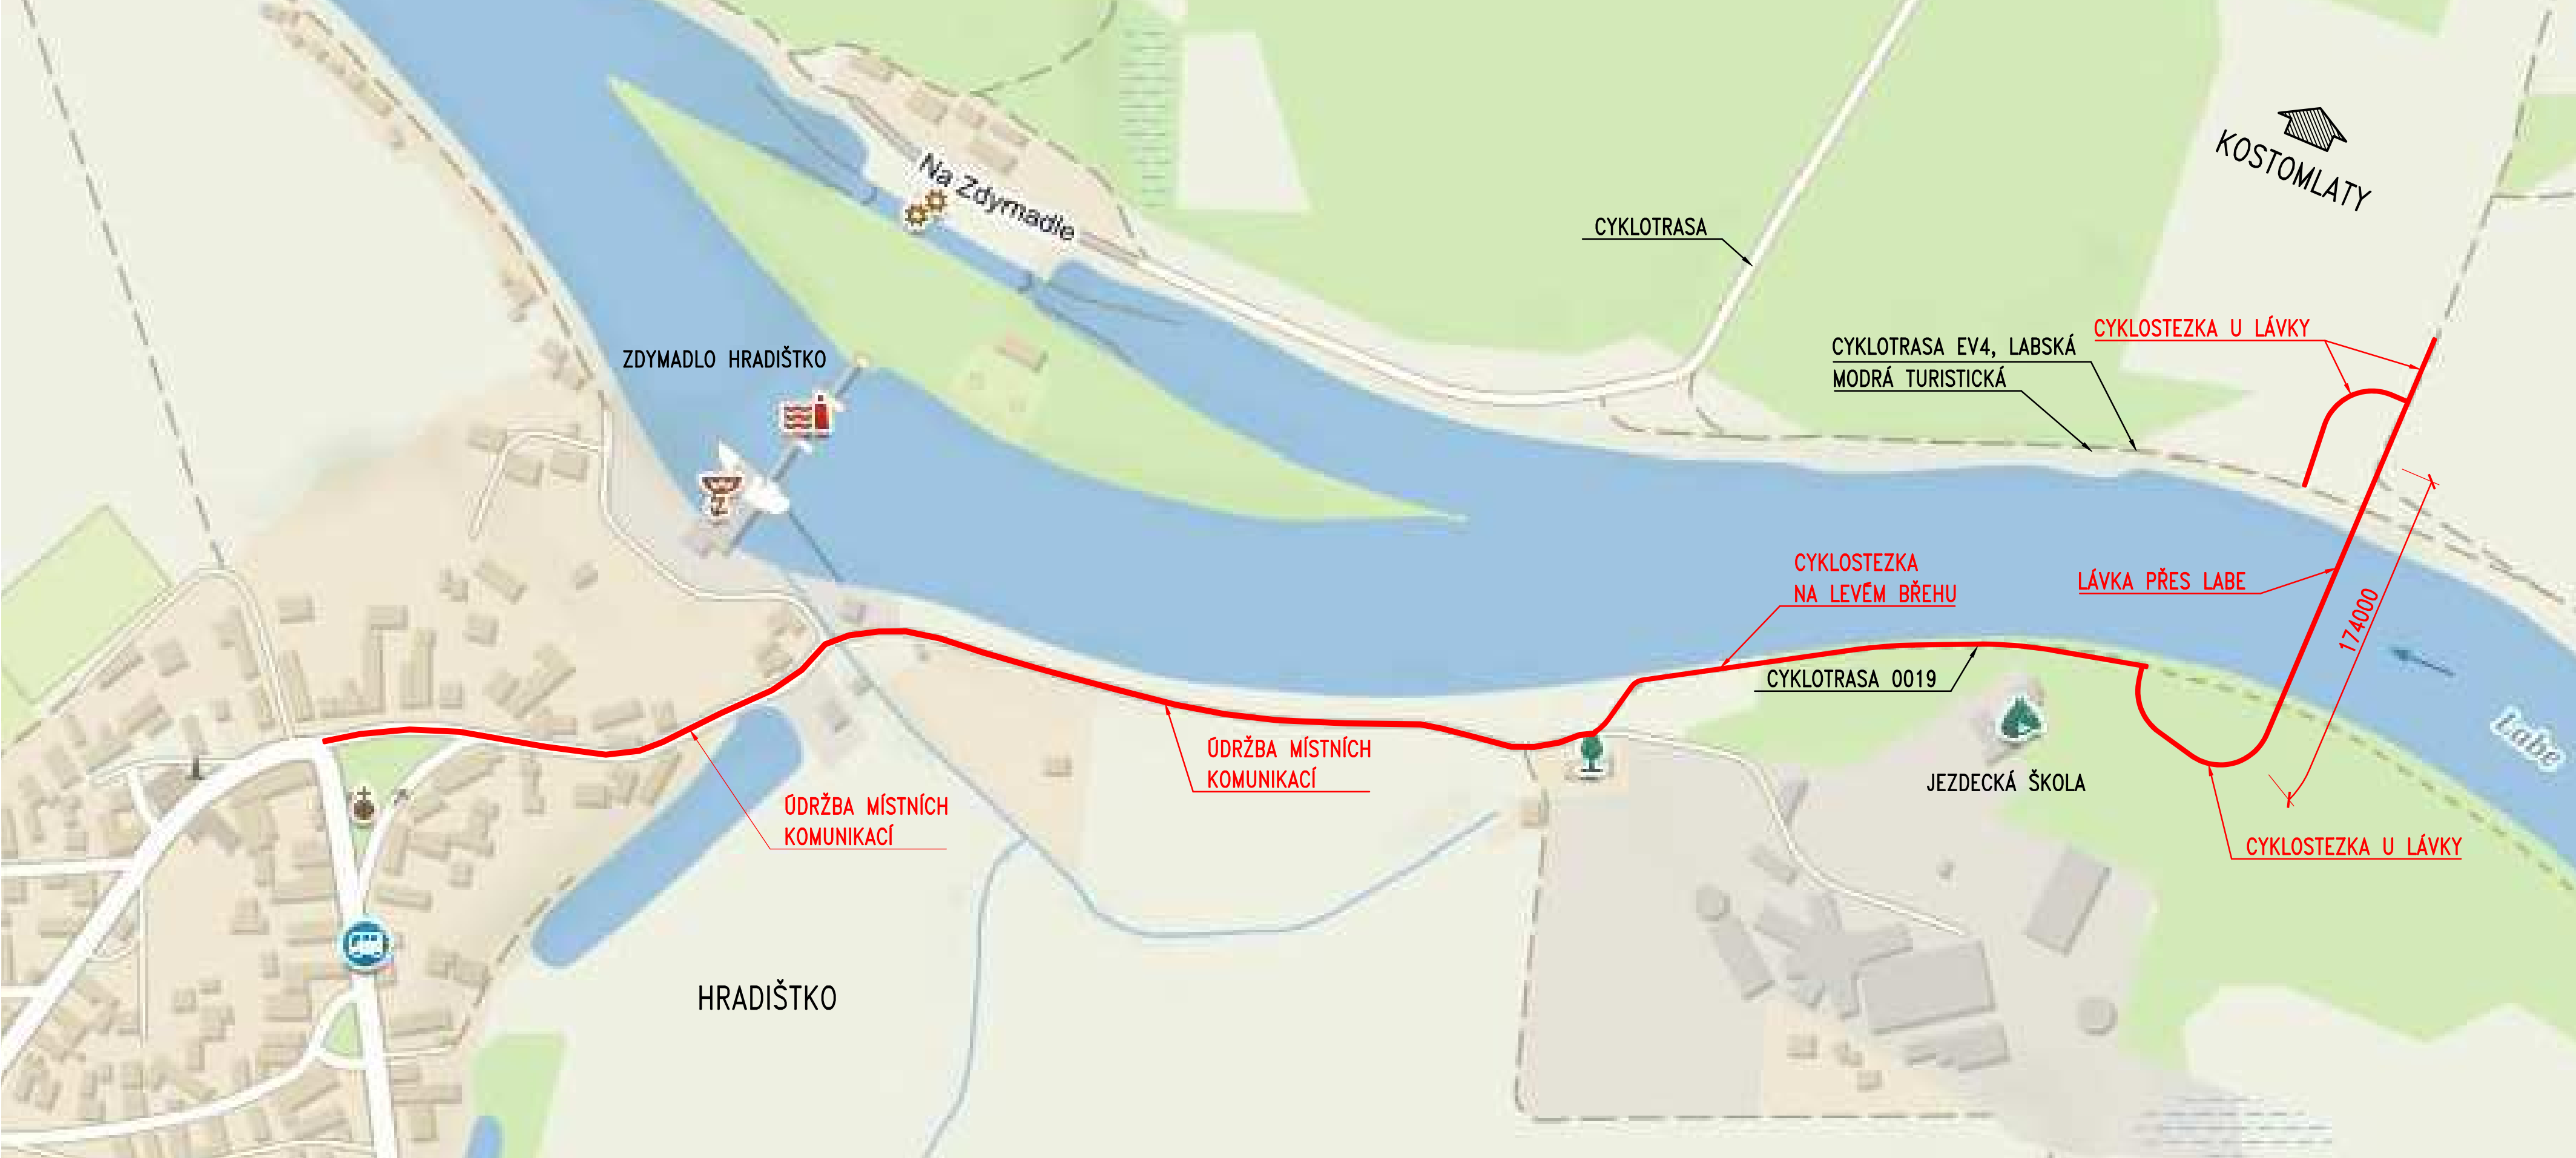 Na Zdymadle
KOSTOMLATY
CYKLOTRASA
CYKLOSTEZKA U LÁVKY
CYKLOTRASA EV4, LABSKÁ
MODRÁ TURISTICKÁ
ZDYMADLO HRADIŠTKO
CYKLOSTEZKA
NA LEVÉM BŘEHU
LÁVKA PŘES LABE
174000
CYKLOTRASA 0019
Labe
ÚDRŽBA MÍSTNÍCH
KOMUNIKACÍ
JEZDECKÁ ŠKOLA
ÚDRŽBA MÍSTNÍCH
KOMUNIKACÍ
CYKLOSTEZKA U LÁVKY
HRADIŠTKO